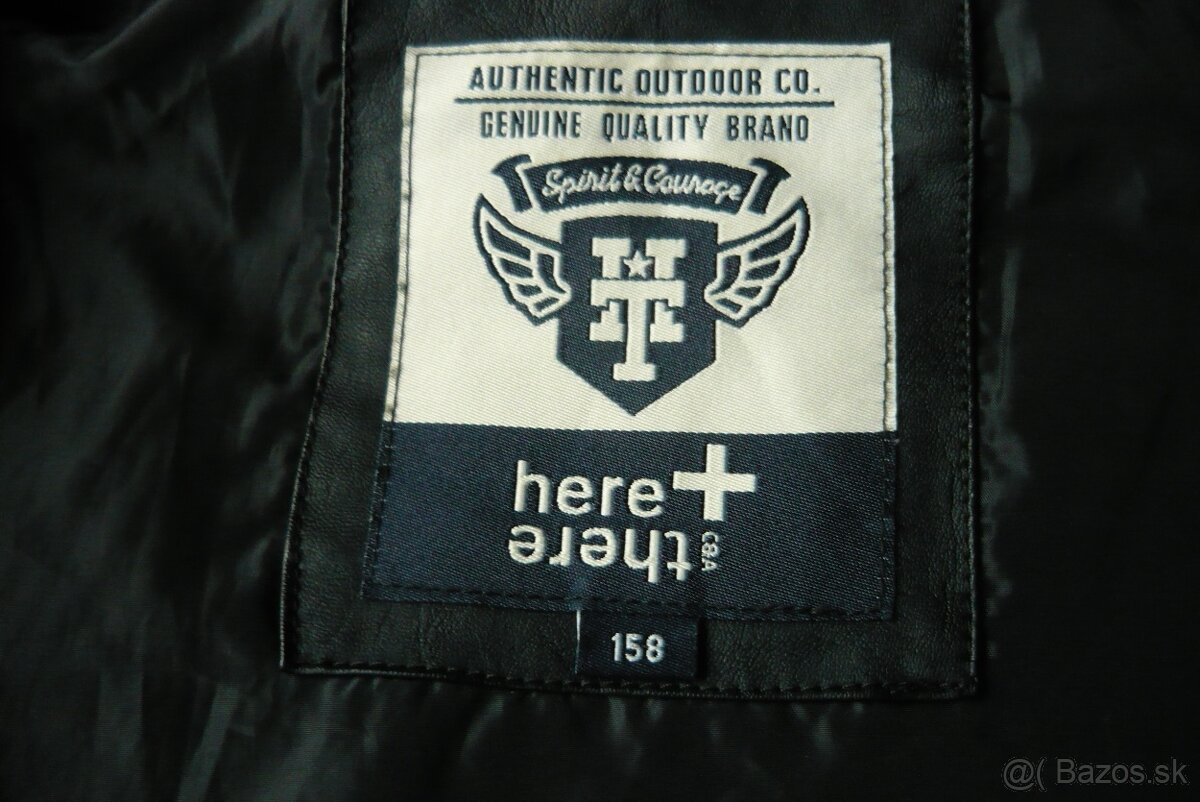 AUTHENTIC OUTDOOR CO.
GENUINE QUALITY BRAND
Spirit & Courage
HT
here+
there
C&A
158
@( Bazos.sk